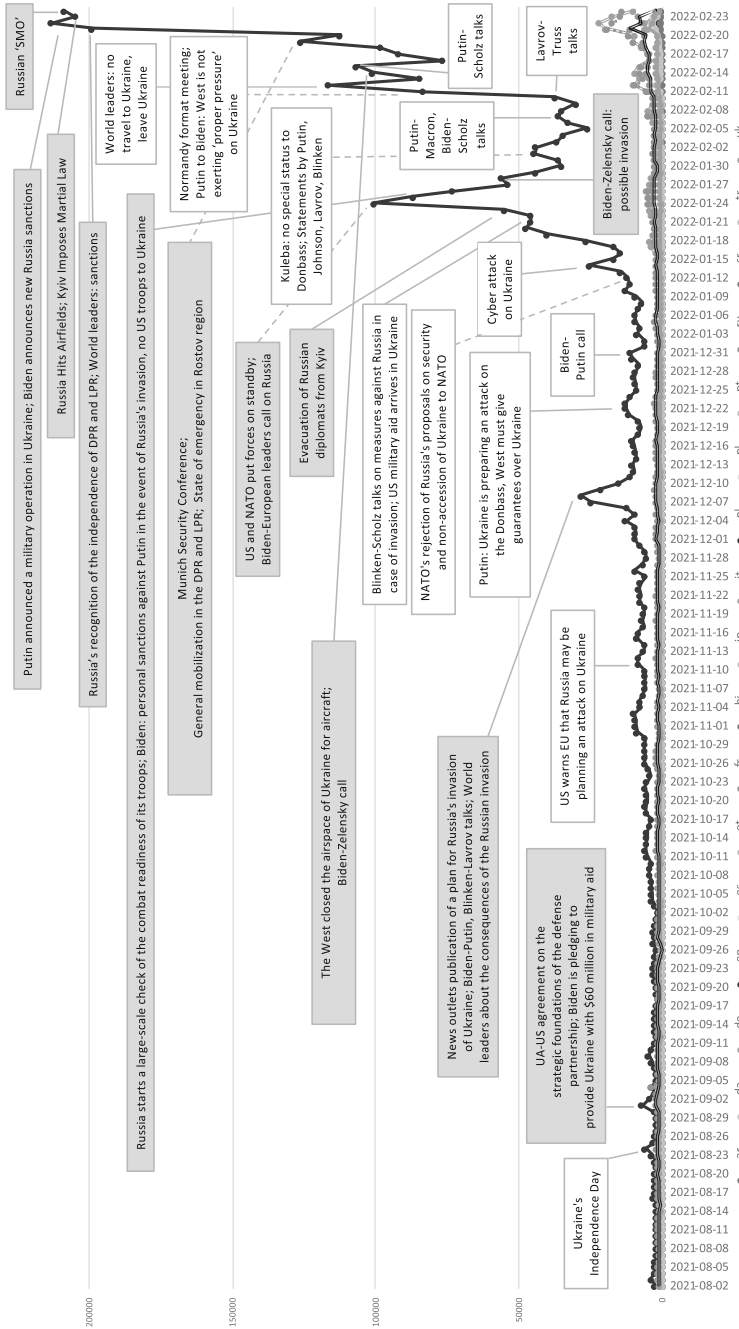 Russian 'SMO'
Putin announced a military operation in Ukraine; Biden announces new Russia sanctions
Russia Hits Airfields; Kyiv Imposes Martial Law
Russia's recognition of the independence of DPR and LPR; World leaders: sanctions
World leaders: no
travel to Ukraine,
leave Ukraine
Russia starts a large-scale check of the combat readiness of its troops; Biden: personal sanctions against Putin in the event of Russia's invasion, no US troops to Ukraine
Normandy format meeting;
Putin to Biden: West is not
exerting 'proper pressure'
on Ukraine
Munich Security Conference;
General mobilization in the DPR and LPR; State of emergency in Rostov region
Kuleba: no special status to
Donbass; Statements by Putin,
Johnson, Lavrov, Blinken
US and NATO put forces on standby;
Biden-European leaders call on Russia
Evacuation of Russian
diplomats from Kyiv
The West closed the airspace of Ukraine for aircraft;
Biden-Zelensky call
Blinken-Scholz talks on measures against Russia in
case of invasion; US military aid arrives in Ukraine
NATO's rejection of Russia's proposals on security
and non-accession of Ukraine to NATO
Putin-
Macron,
Biden-
Scholz
talks
Putin-
Scholz talks
Lavrov-
Truss
talks
Cyber attack
on Ukraine
Putin: Ukraine is preparing an attack on
the Donbass, West must give
guarantees over Ukraine
News outlets publication of a plan for Russia's invasion
of Ukraine; Biden-Putin, Blinken-Lavrov talks; World
leaders about the consequences of the Russian invasion
Biden-
Putin call
US warns EU that Russia may be
planning an attack on Ukraine
Biden-Zelensky call:
possible invasion
UA-US agreement on the
strategic foundations of the defense
partnership; Biden is pledging to
provide Ukraine with $60 million in military aid
Ukraine's
Independence Day
200000
150000
100000
50000
0
2021-08-02
2021-08-05
2021-08-08
2021-08-11
2021-08-14
2021-08-17
2021-08-20
2021-08-23
2021-08-26
2021-08-29
2021-09-02
2021-09-05
2021-09-08
2021-09-11
2021-09-14
2021-09-17
2021-09-20
2021-09-23
2021-09-26
2021-09-29
2021-10-02
2021-10-05
2021-10-08
2021-10-11
2021-10-14
2021-10-17
2021-10-20
2021-10-23
2021-10-26
2021-10-29
2021-11-01
2021-11-04
2021-11-07
2021-11-10
2021-11-13
2021-11-16
2021-11-19
2021-11-22
2021-11-25
2021-11-28
2021-12-01
2021-12-04
2021-12-07
2021-12-10
2021-12-13
2021-12-16
2021-12-19
2021-12-22
2021-12-25
2021-12-28
2021-12-31
2022-01-03
2022-01-06
2022-01-09
2022-01-12
2022-01-15
2022-01-18
2022-01-21
2022-01-24
2022-01-27
2022-01-30
2022-02-02
2022-02-05
2022-02-08
2022-02-11
2022-02-14
2022-02-17
2022-02-20
2022-02-23